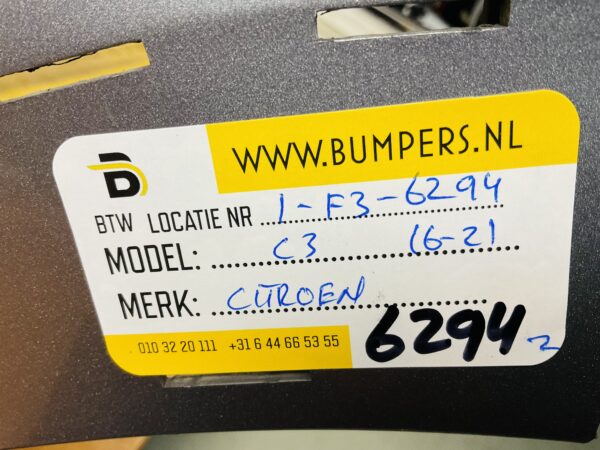 WWW.BUMPERS.NL
BTW LOCATIE NR 1-F3-6294
MODEL: C3 16-21
MERK: CITROEN
010 32 20 111 +31 6 44 66 53 55
6294 2